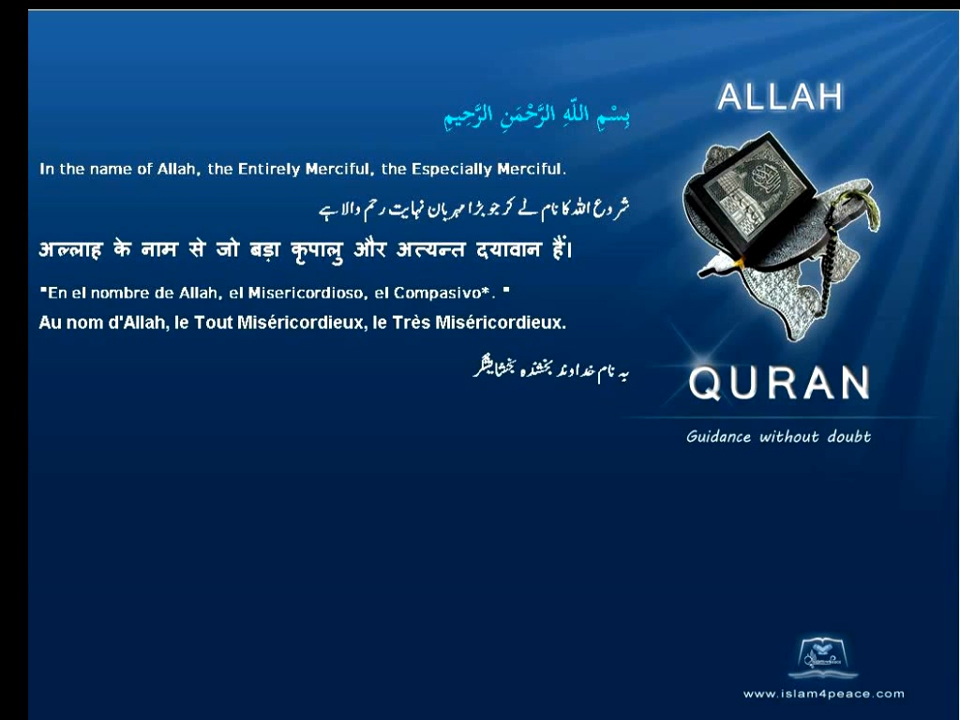 بِسْمِ اللّهِ الرَّحْمَنِ الرَّحِيمِ
In the name of Allah, the Entirely Merciful, the Especially Merciful.
شروع الله کا نام لے کر جو بڑا مہربان نہایت رحم والا ہے
अल्लाह के नाम से जो बड़ा कृपालु और अत्यन्त दयावान हैं।
"En el nombre de Allah, el Misericordioso, el Compasivo*. "
Au nom d'Allah, le Tout Miséricordieux, le Très Miséricordieux.
به نام خداوند بخشنده بخشایشگر
ALLAH
QURAN
Guidance without doubt
www.islam4peace.com